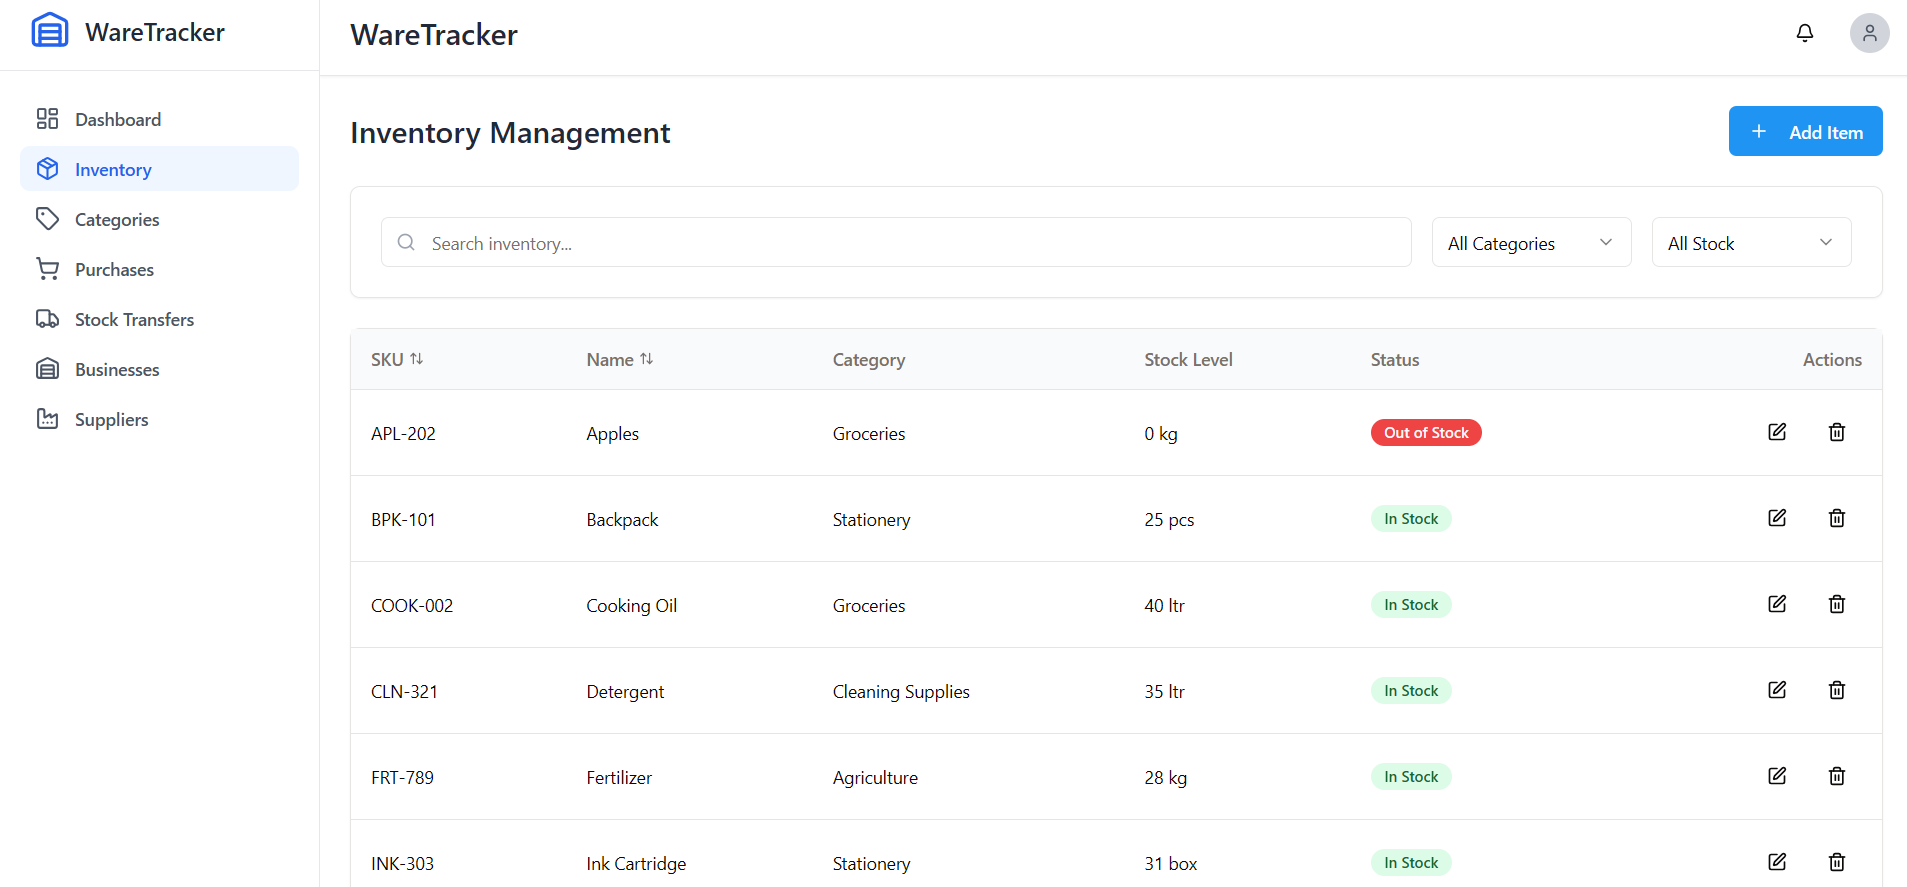 WareTracker
WareTracker
Dashboard
Inventory
Categories
Purchases
Stock Transfers
Businesses
Suppliers
Inventory Management
Add Item
Search inventory...
All Categories
All Stock
SKU Name Category Stock Level Status Actions
APL-202 Apples Groceries 0 kg Out of Stock
BPK-101 Backpack Stationery 25 pcs In Stock
COOK-002 Cooking Oil Groceries 40 ltr In Stock
CLN-321 Detergent Cleaning Supplies 35 ltr In Stock
FRT-789 Fertilizer Agriculture 28 kg In Stock
INK-303 Ink Cartridge Stationery 31 box In Stock